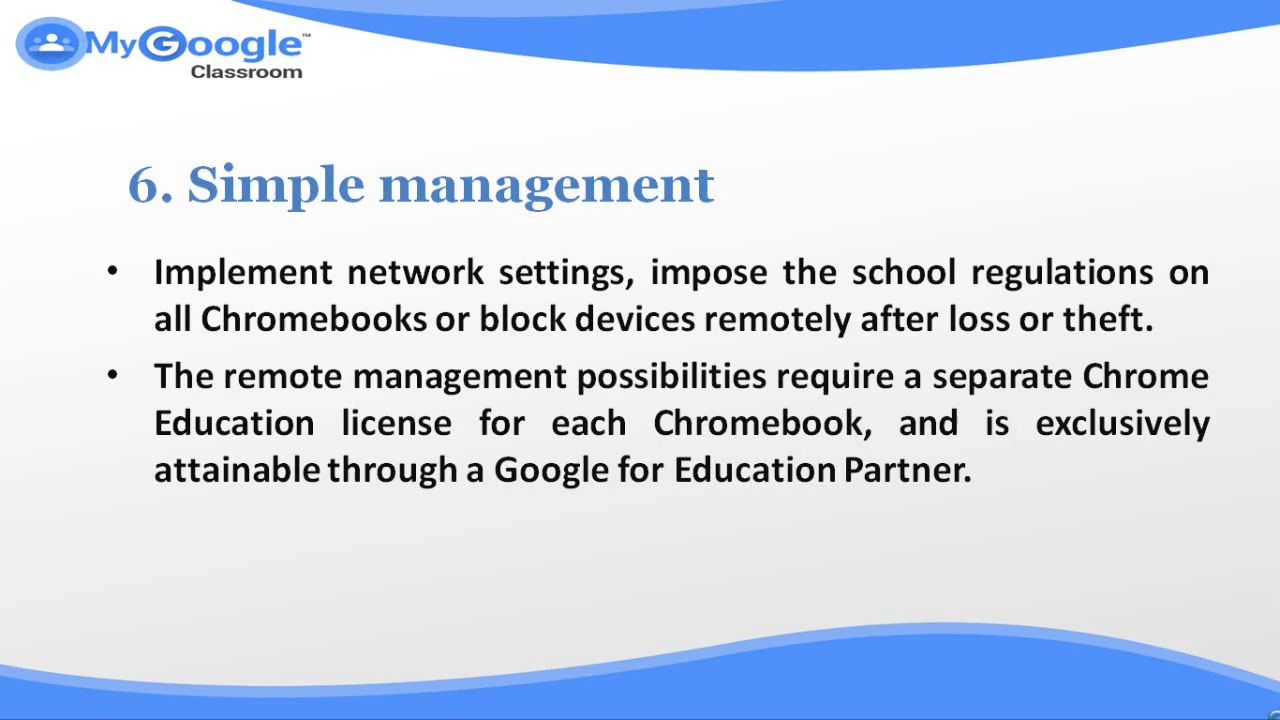 MyGoogle™
Classroom
6. Simple management
• Implement network settings, impose the school regulations on
all Chromebooks or block devices remotely after loss or theft.
• The remote management possibilities require a separate Chrome
Education license for each Chromebook, and is exclusively
attainable through a Google for Education Partner.